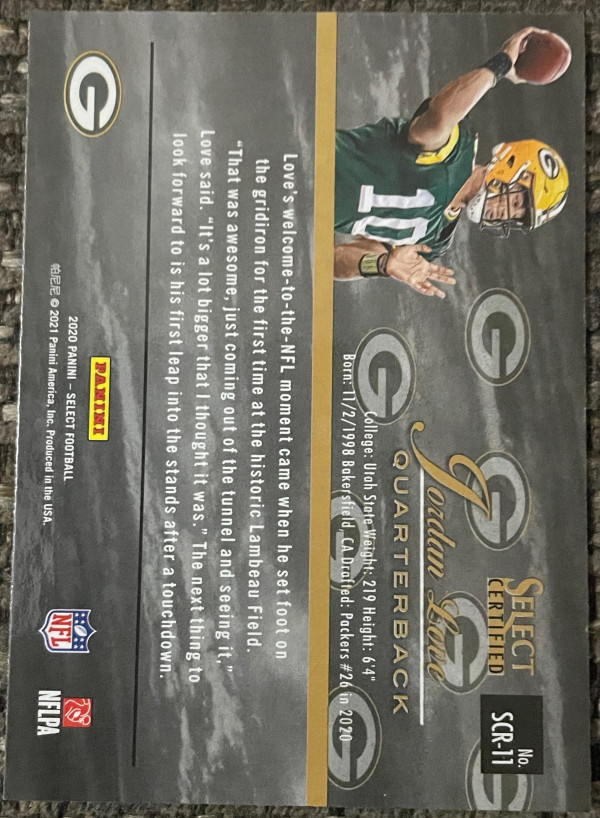 No.
SCR-11
SELECT
CERTIFIED
Jordan Love
QUARTERBACK
College: Utah State Weight: 219 Height: 6'4"
Born: 11/2/1998 Bakersfield, CA Drafted: Packers #26 in 2020
10
Love's welcome-to-the-NFL moment came when he set foot on
the gridiron for the first time at the historic Lambeau Field.
"That was awesome, just coming out of the tunnel and seeing it,"
Love said. "It's a lot bigger that I thought it was." The next thing to
look forward to is his first leap into the stands after a touchdown.
PANINI
2020 PANINI – SELECT FOOTBALL
帕尼尼 © 2021 Panini America, Inc. Produced in the USA.
NFL
NFLPA